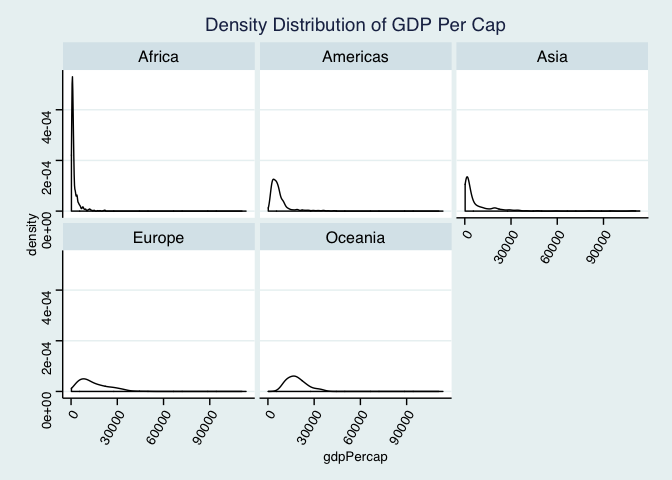 Density Distribution of GDP Per Cap
Africa
Americas
Asia
4e-04
2e-04
0e+00
0
30000
60000
90000
density
Europe
Oceania
4e-04
2e-04
0e+00
0
30000
60000
90000
0
30000
60000
90000
gdpPercap